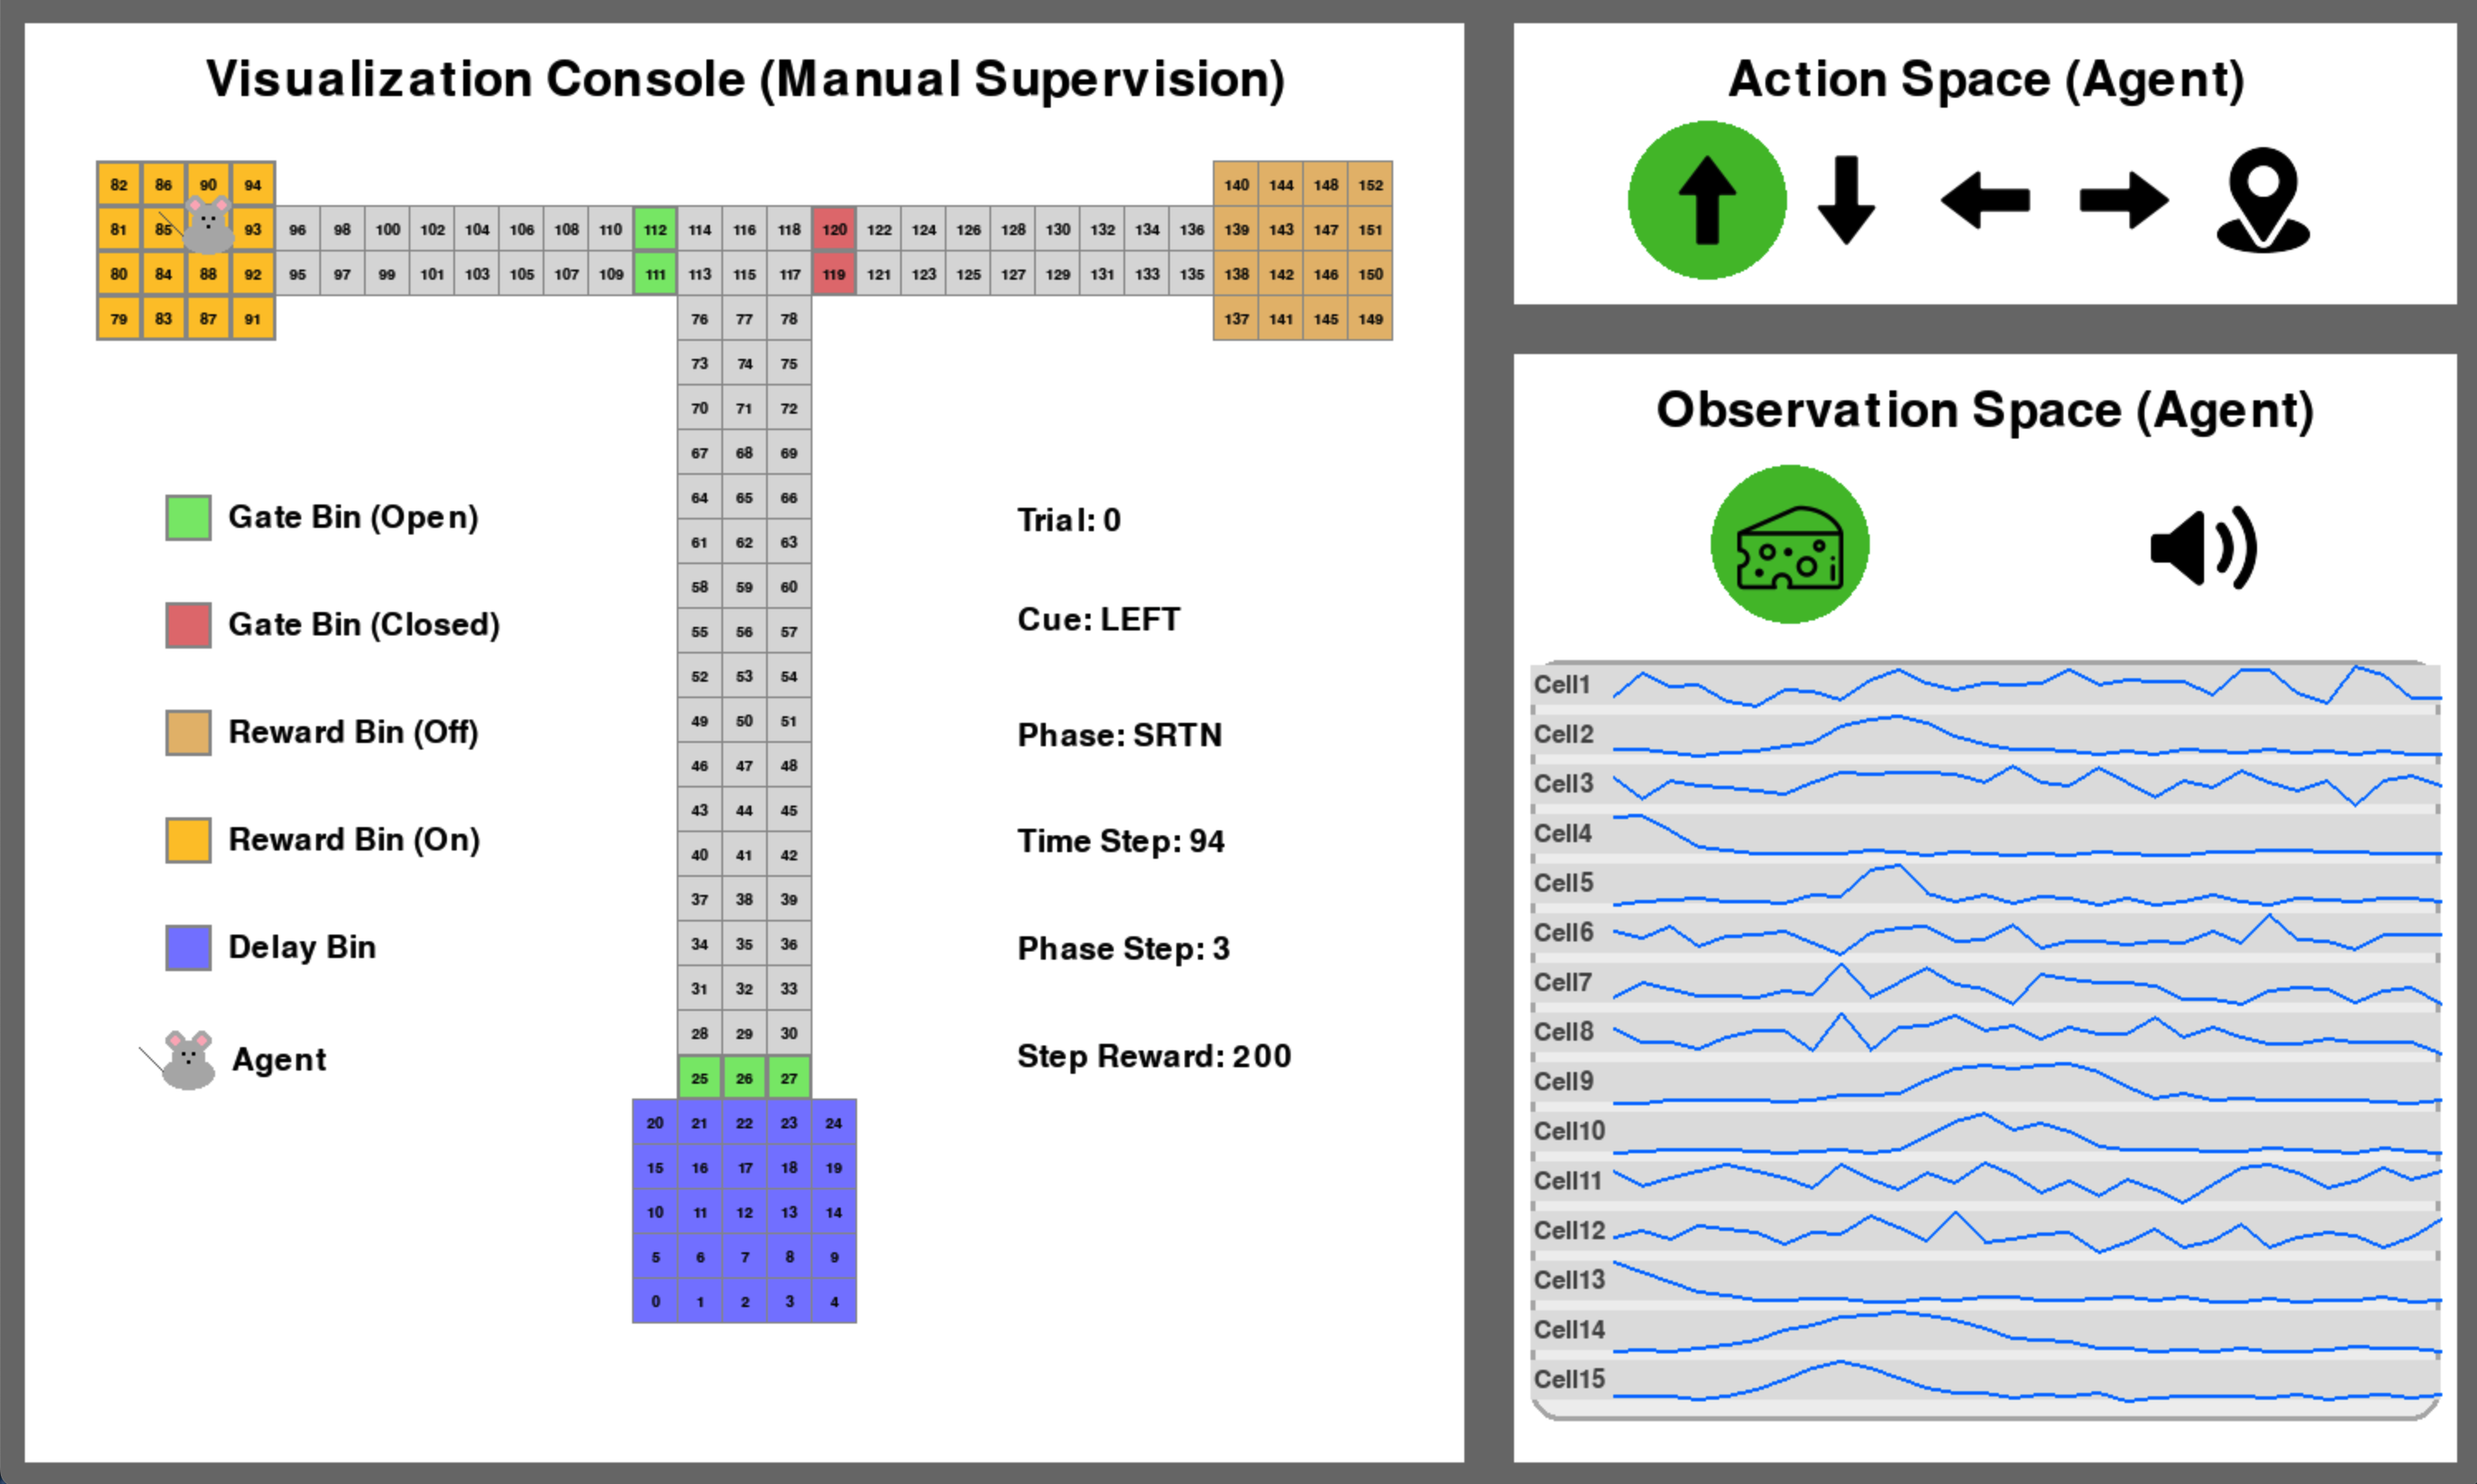 Visualization Console (Manual Supervision)
82 86 90 94
81 85 93
80 84 88 92
79 83 87 91
96 98 100 102 104 106 108 110 112 114 116 118 120 122 124 126 128 130 132 134 136
95 97 99 101 103 105 107 109 111 113 115 117 119 121 123 125 127 129 131 133 135
140 144 148 152
139 143 147 151
138 142 146 150
137 141 145 149
76 77 78
73 74 75
70 71 72
67 68 69
64 65 66
61 62 63
58 59 60
55 56 57
52 53 54
49 50 51
46 47 48
43 44 45
40 41 42
37 38 39
34 35 36
31 32 33
28 29 30
25 26 27
20 21 22 23 24
15 16 17 18 19
10 11 12 13 14
5 6 7 8 9
0 1 2 3 4
Gate Bin (Open)
Gate Bin (Closed)
Reward Bin (Off)
Reward Bin (On)
Delay Bin
Agent
Trial: 0
Cue: LEFT
Phase: SRTN
Time Step: 94
Phase Step: 3
Step Reward: 200
Action Space (Agent)
Observation Space (Agent)
Cell1
Cell2
Cell3
Cell4
Cell5
Cell6
Cell7
Cell8
Cell9
Cell10
Cell11
Cell12
Cell13
Cell14
Cell15